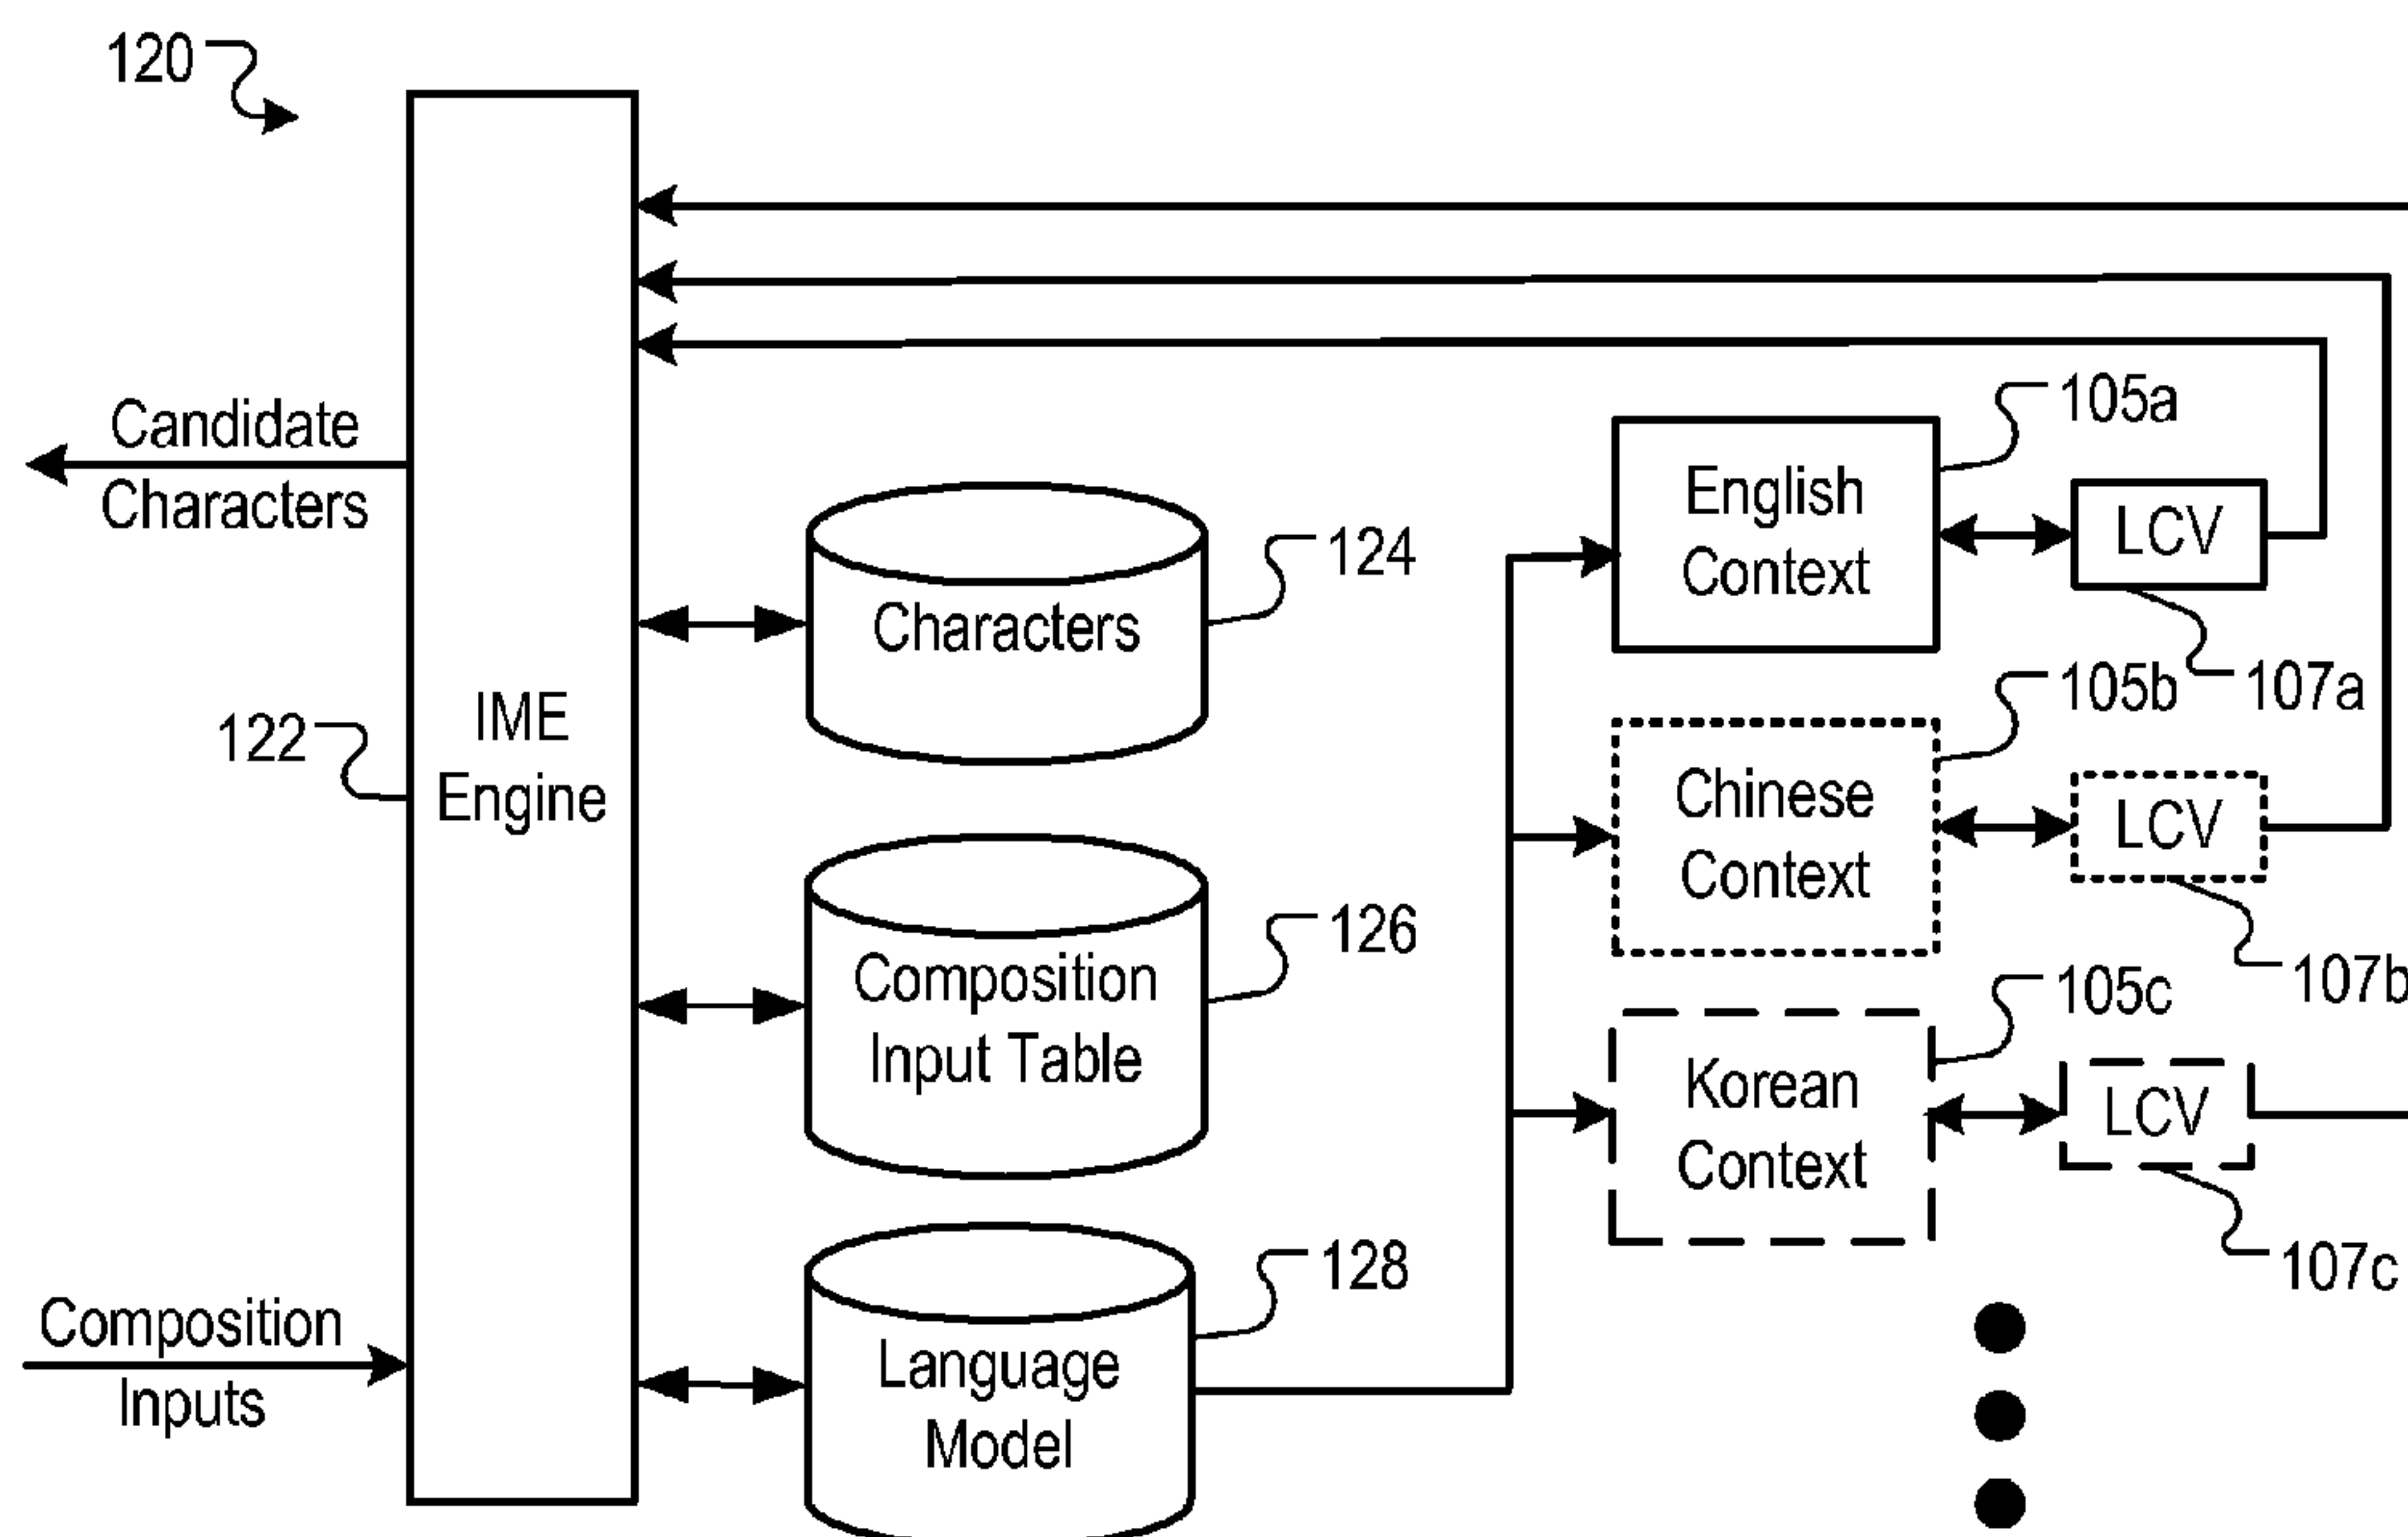 120
Candidate
Characters
122
IME
Engine
Composition
Inputs
Characters
124
Composition
Input Table
126
Language
Model
128
English
Context
105a
LCV
107a
Chinese
Context
105b
LCV
107b
Korean
Context
105c
LCV
107c